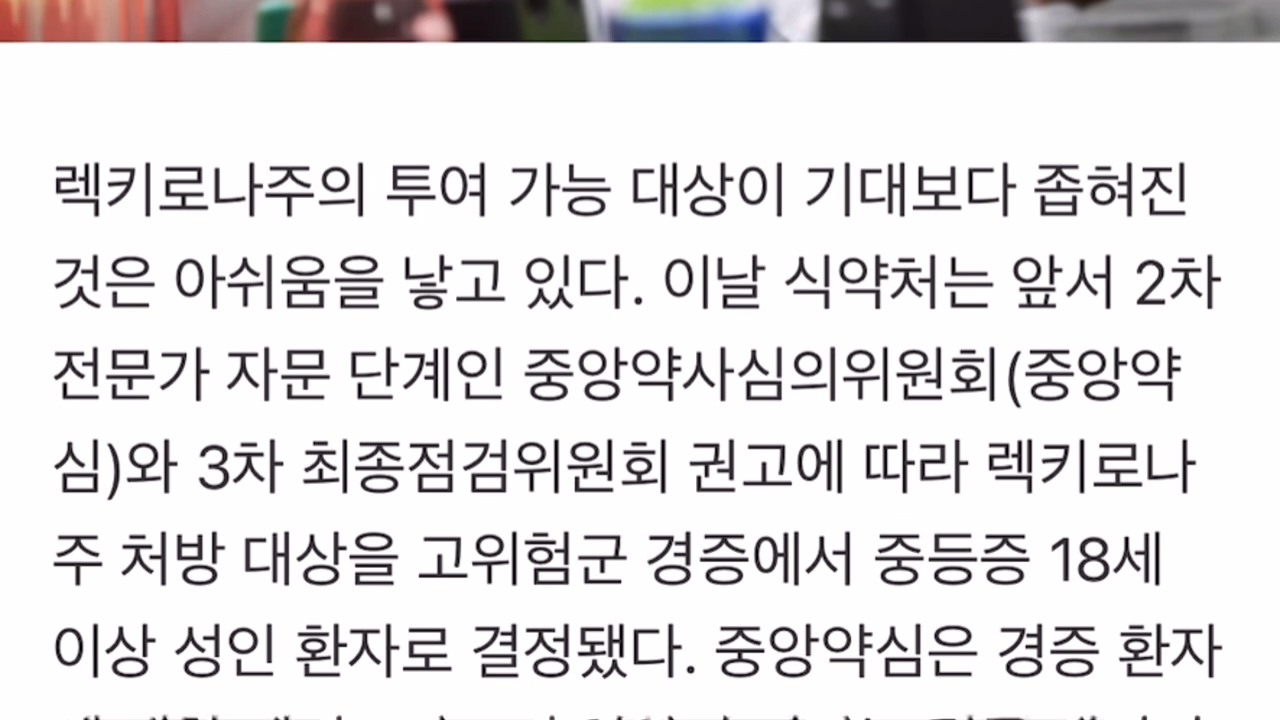 렉키로나주의 투여 가능 대상이 기대보다 좁혀진
것은 아쉬움을 낳고 있다. 이날 식약처는 앞서 2차
전문가 자문 단계인 중앙약사심의위원회(중앙약
심)와 3차 최종점검위원회 권고에 따라 렉키로나
주 처방 대상을 고위험군 경증에서 중등증 18세
이상 성인 환자로 결정됐다. 중앙약심은 경증 환자